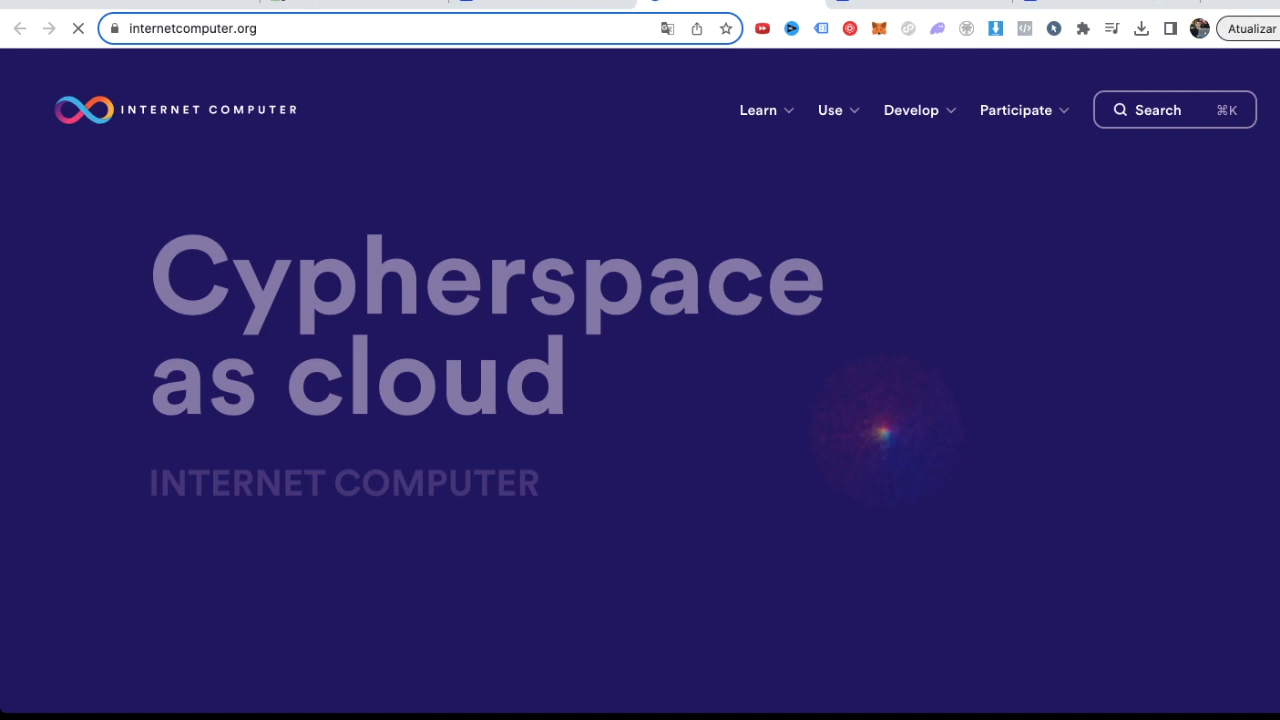 internetcomputer.org
Atualizar
INTERNET COMPUTER
Learn
Use
Develop
Participate
Search
⌘K
Cypherspace
as cloud
INTERNET COMPUTER